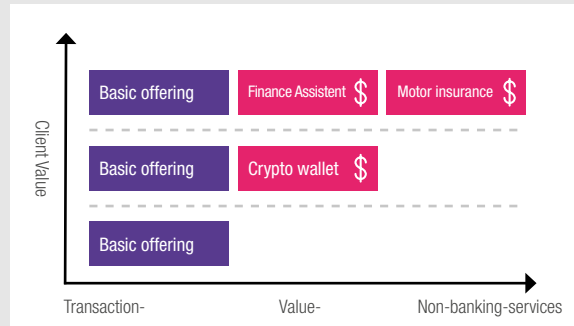 Client Value
Basic offering
Finance Assistent $
Motor insurance $
Basic offering
Crypto wallet $
Basic offering
Transaction-
Value-
Non-banking-services